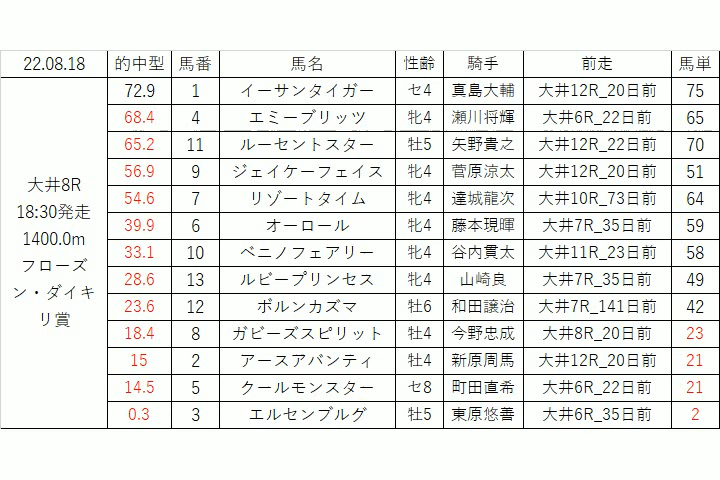 22.08.18 的中型 馬番 馬名 性齢 騎手 前走 馬単
大井8R
18:30発走
1400.0m
フローズ
ン・ダイキ
リ賞
72.9 1 イーサンタイガー セ4 真島大輔 大井12R_20日前 75
68.4 4 エミーブリッツ 牝4 瀬川将輝 大井6R_22日前 65
65.2 11 ルーセントスター 牡5 矢野貴之 大井12R_22日前 70
56.9 9 ジェイケーフェイス 牝4 菅原涼太 大井12R_20日前 51
54.6 7 リゾートタイム 牝4 達城龍次 大井10R_73日前 64
39.9 6 オーロール 牝4 藤本現暉 大井7R_35日前 59
33.1 10 ベニノフェアリー 牝4 谷内貫太 大井11R_23日前 58
28.6 13 ルビープリンセス 牝4 山崎良 大井7R_35日前 49
23.6 12 ボルンカズマ 牡6 和田譲治 大井7R_141日前 42
18.4 8 ガビーズスピリット 牡4 今野忠成 大井8R_20日前 23
15 2 アースアバンティ 牡4 新原周馬 大井12R_20日前 21
14.5 5 クールモンスター セ8 町田直希 大井6R_22日前 21
0.3 3 エルセンブルグ 牡5 東原悠善 大井6R_35日前 2